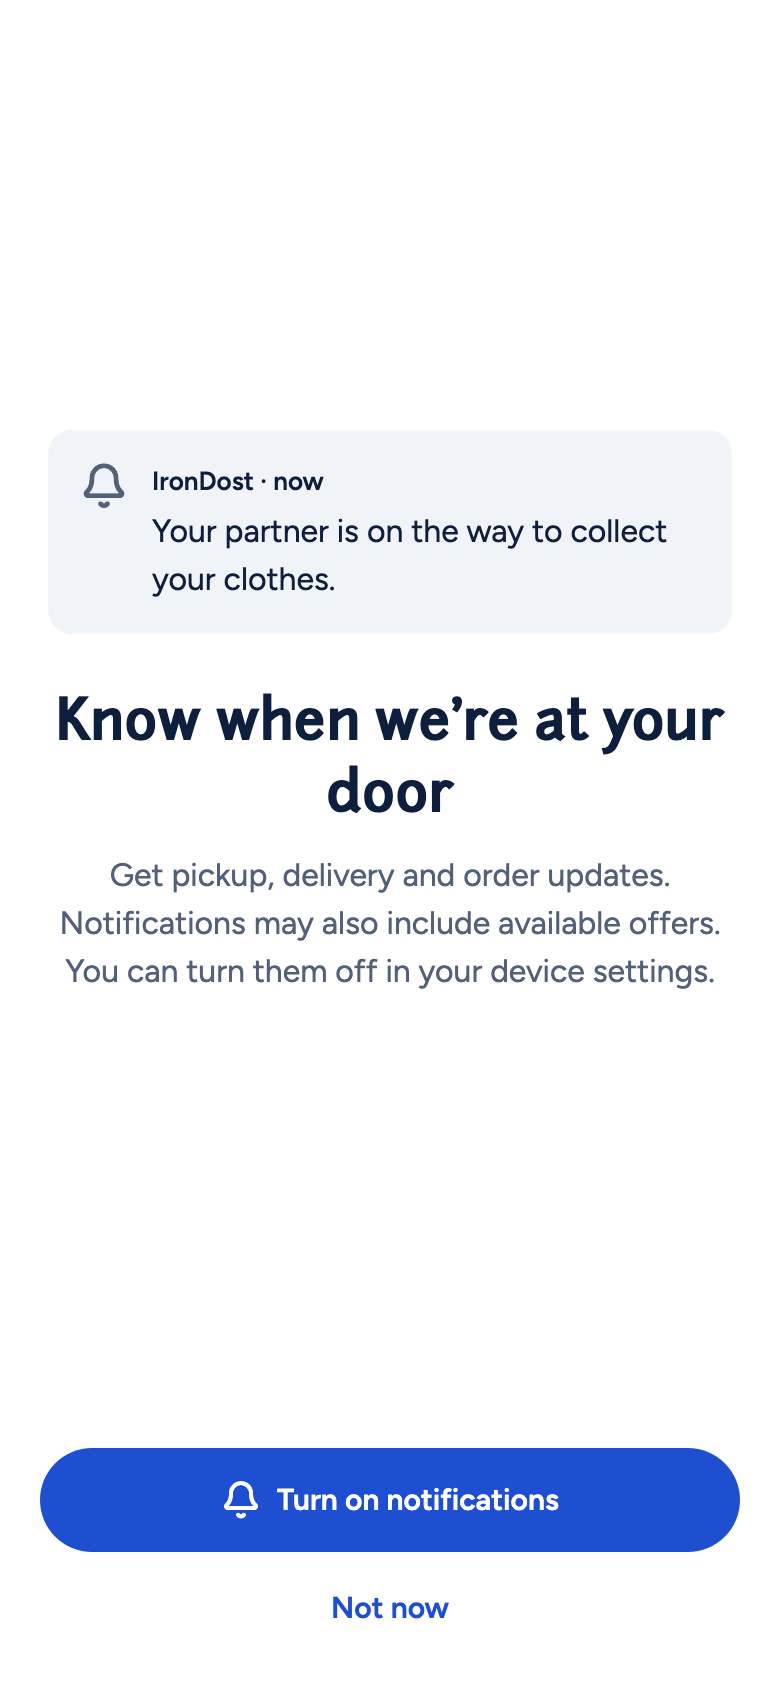 IronDost · now
Your partner is on the way to collect
your clothes.
Know when we’re at your
door
Get pickup, delivery and order updates.
Notifications may also include available offers.
You can turn them off in your device settings.
Turn on notifications
Not now